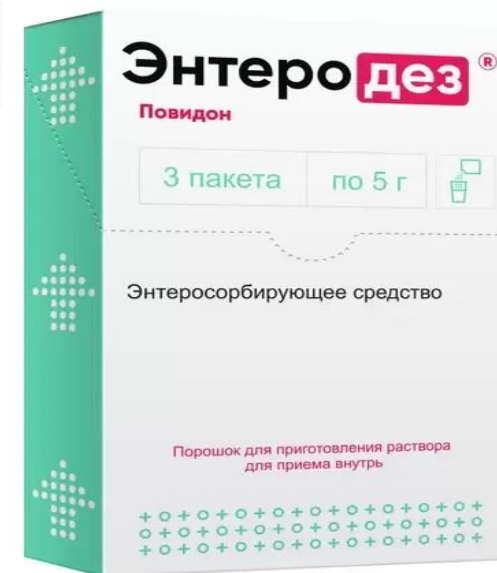 Энтеродез ®
Повидон
3 пакета по 5 г
Энтеросорбирующее средство
Порошок для приготовления раствора
для приема внутрь